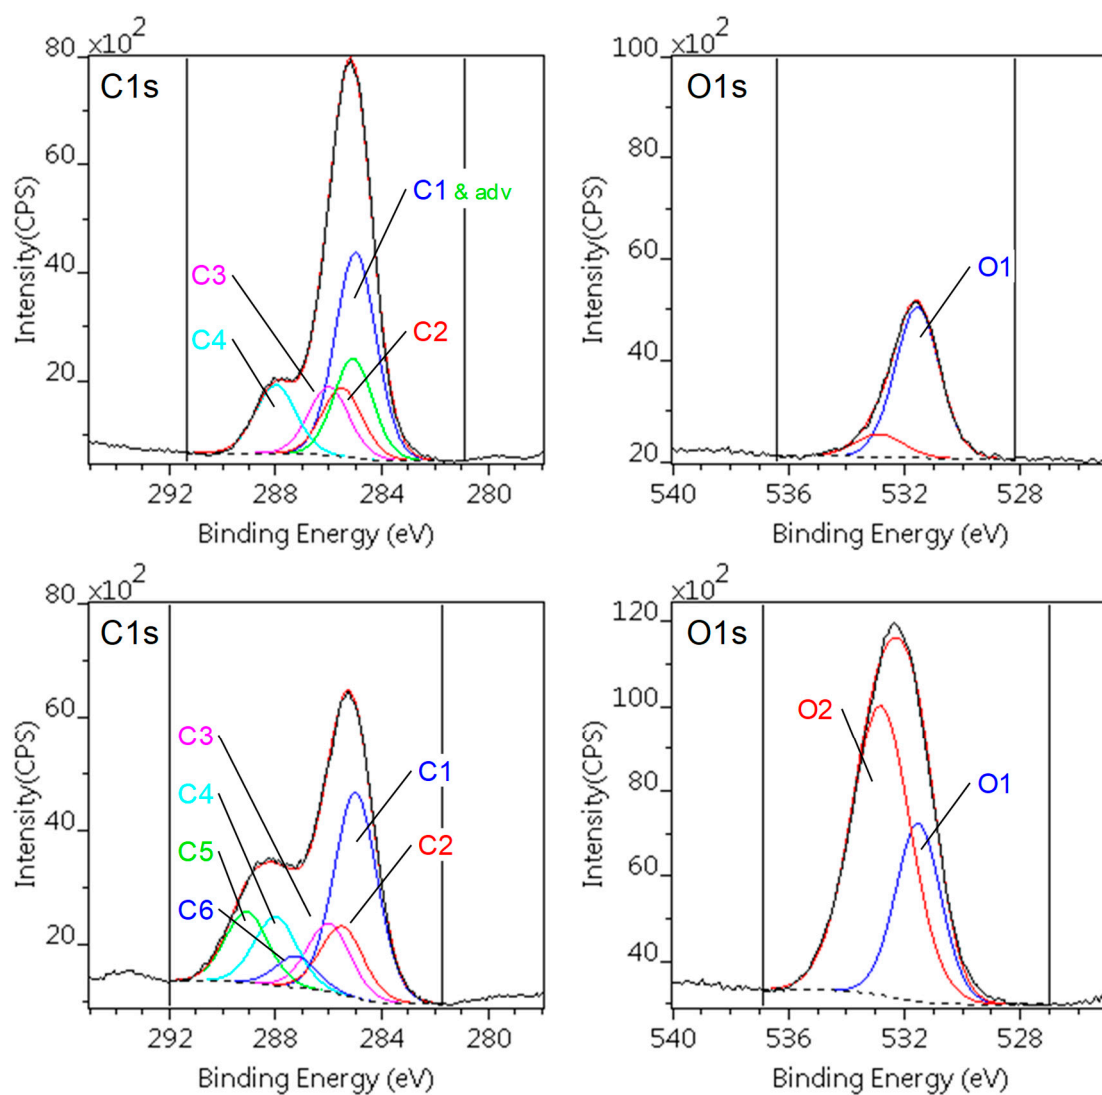 80 x10²
C1s
60
C1 & adv
C3
40
C4
C2
20
Intensity(CPS)
292 288 284 280
Binding Energy (eV)
100 x10²
O1s
80
60
O1
40
20
Intensity(CPS)
540 536 532 528
Binding Energy (eV)
80 x10²
C1s
60
C3
C1
C4
40
C5
C2
C6
20
Intensity(CPS)
292 288 284 280
Binding Energy (eV)
x10²
120
O1s
100
O2
80
O1
60
40
Intensity(CPS)
540 536 532 528
Binding Energy (eV)